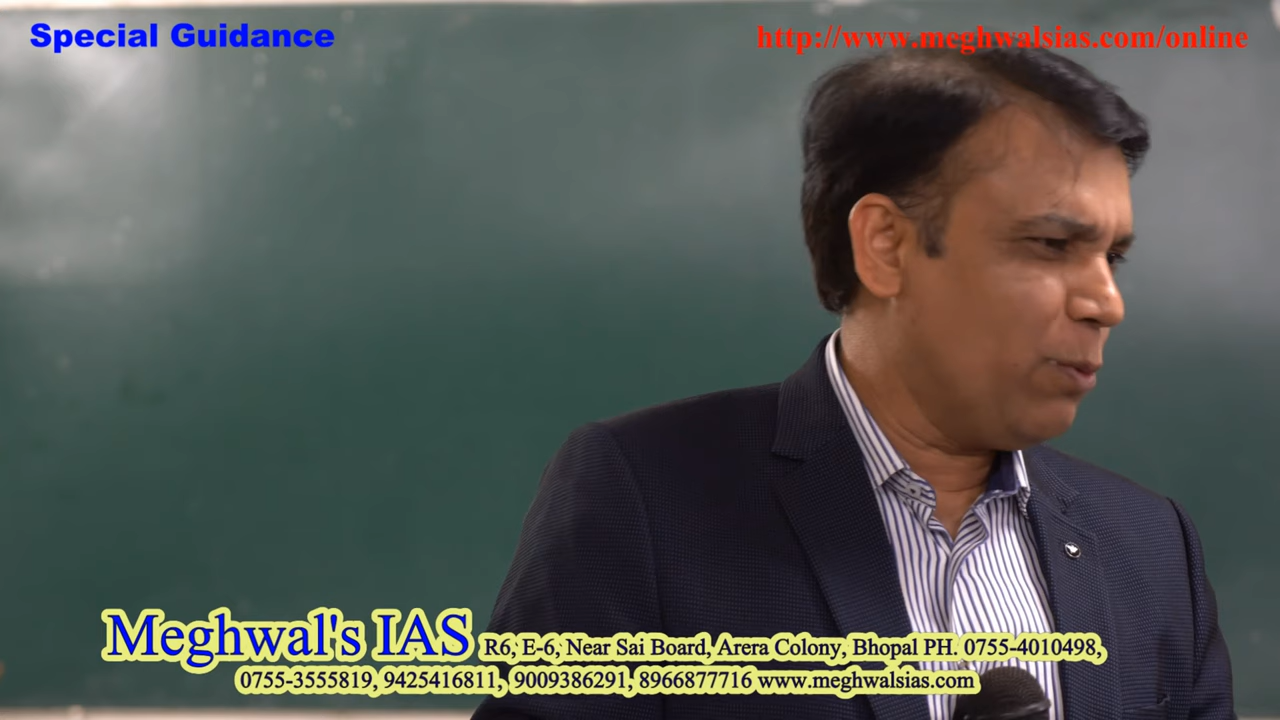 Special Guidance
http://www.meghwalsias.com/online
Meghwal's IAS R6, E-6, Near Sai Board, Arera Colony, Bhopal PH. 0755-4010498,
0755-3555819, 9425416811, 9009386291, 8966877716 www.meghwalsias.com